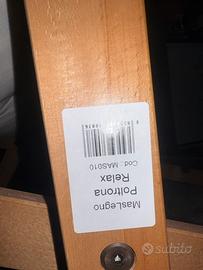 MasLegno
Poltrona
Relax
Cod.: MAS010
subito